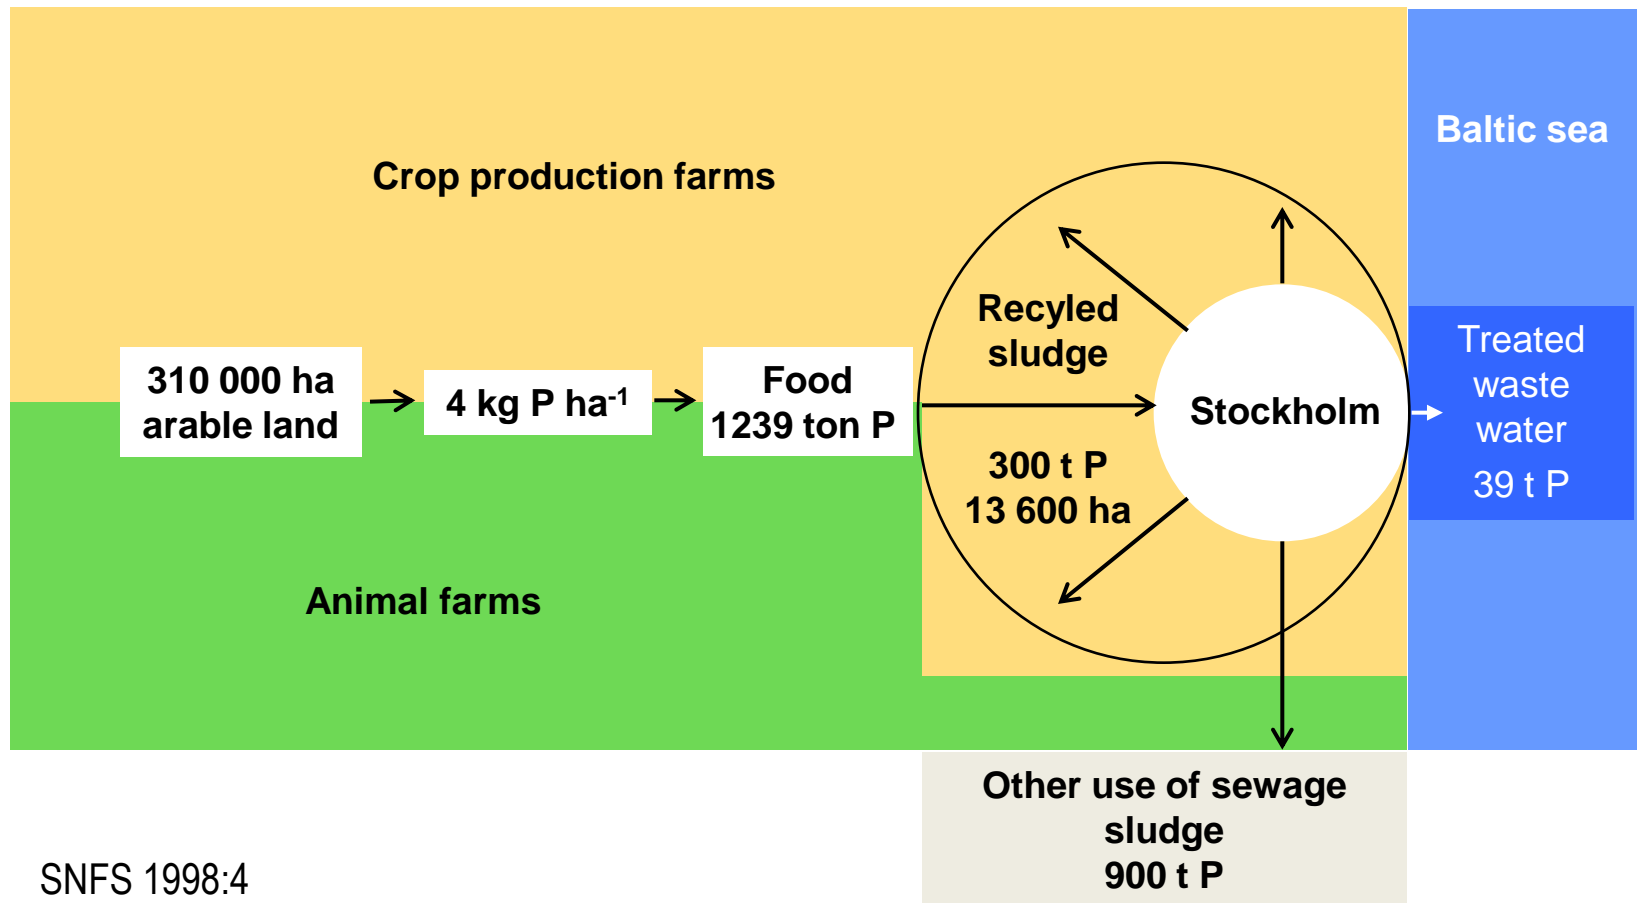 Baltic sea
Crop production farms
Recyled
sludge
310 000 ha
arable land
4 kg P ha-1
Food
1239 ton P
Stockholm
Treated
waste
water
39 t P
300 t P
13 600 ha
Animal farms
Other use of sewage
sludge
900 t P
SNFS 1998:4